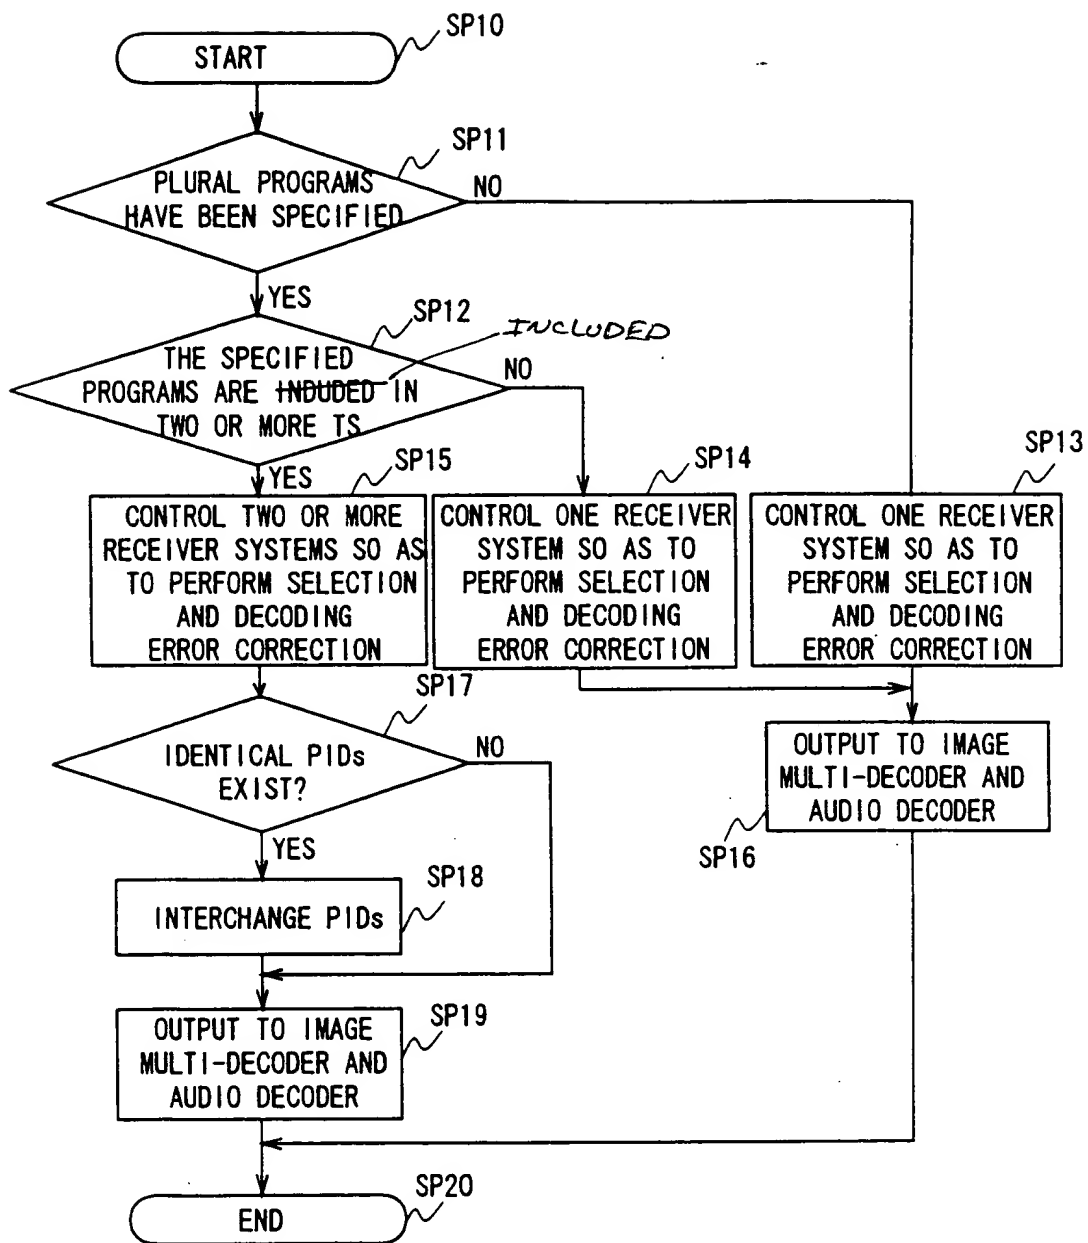 SP10
START
SP11
PLURAL PROGRAMS
HAVE BEEN SPECIFIED
NO
YES
SP12
INCLUDED
THE SPECIFIED
PROGRAMS ARE INDUDED IN
TWO OR MORE TS
NO
YES
SP15
CONTROL TWO OR MORE
RECEIVER SYSTEMS SO AS
TO PERFORM SELECTION
AND DECODING
ERROR CORRECTION
SP14
CONTROL ONE RECEIVER
SYSTEM SO AS TO
PERFORM SELECTION
AND DECODING
ERROR CORRECTION
SP13
CONTROL ONE RECEIVER
SYSTEM SO AS TO
PERFORM SELECTION
AND DECODING
ERROR CORRECTION
SP17
IDENTICAL PIDs
EXIST?
NO
YES
OUTPUT TO IMAGE
MULTI-DECODER AND
AUDIO DECODER
SP16
SP18
INTERCHANGE PIDs
SP19
OUTPUT TO IMAGE
MULTI-DECODER AND
AUDIO DECODER
SP20
END